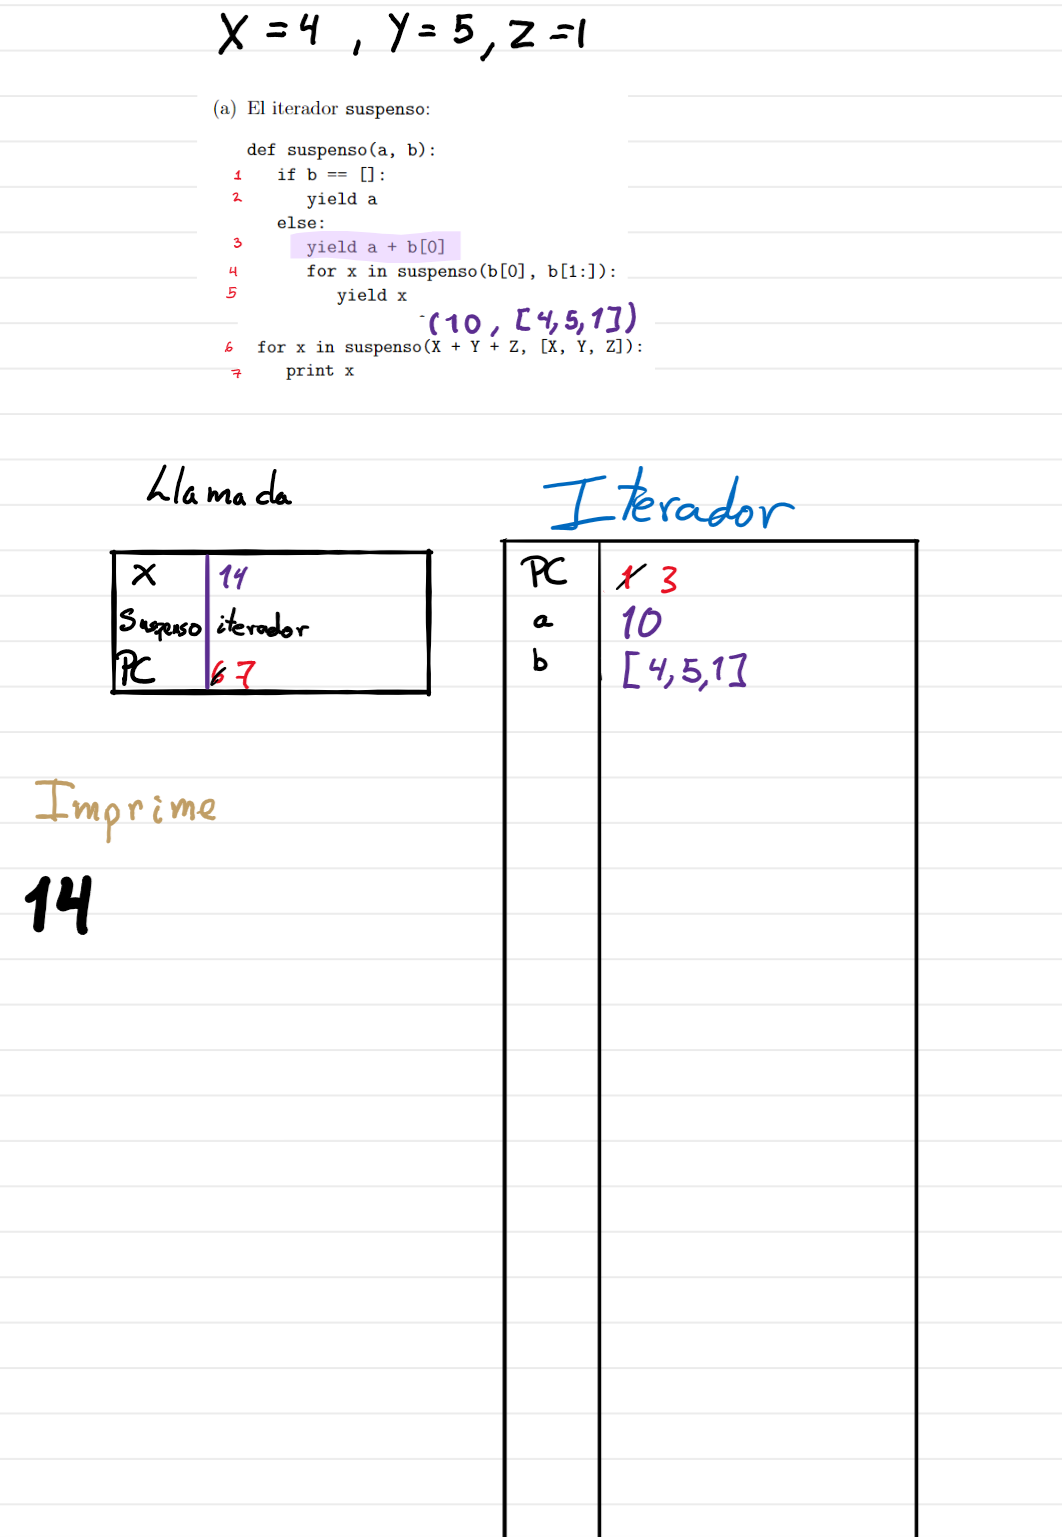 X = 4 , Y = 5, Z = 1
(a) El iterador suspenso:
def suspenso(a, b):
1 if b == []:
2 yield a
else:
3 yield a + b[0]
4 for x in suspenso(b[0], b[1:]):
5 yield x
(10, [4,5,1])
6 for x in suspenso(X + Y + Z, [X, Y, Z]):
7 print x
Llamada
Iterador
X 14
Suspenso iterador
PC 6 7
PC 1 3
a 10
b [4,5,1]
Imprime
14